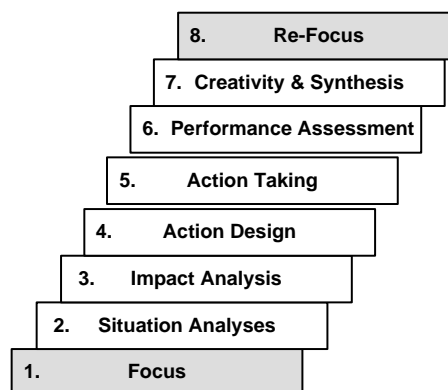 8. Re-Focus
7. Creativity & Synthesis
6. Performance Assessment
5. Action Taking
4. Action Design
3. Impact Analysis
2. Situation Analyses
1. Focus